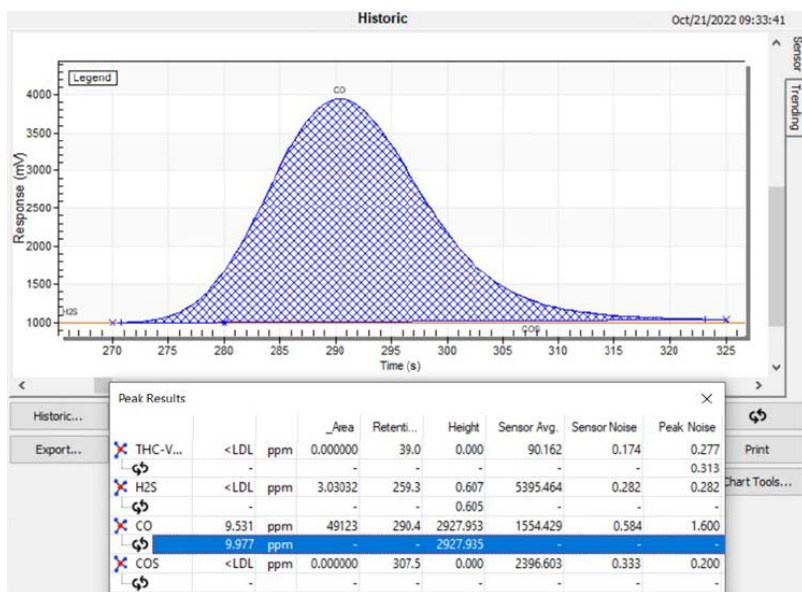 Historic
Oct/21/2022 09:33:41
Sensor
Trending
Legend
CO
4000
3500
3000
2500
2000
1500
1000
Response (mV)
H2S
COS
270 275 280 285 290 295 300 305 310 315 320 325
Time (s)
Historic...
Export...
Print
Chart Tools...
Peak Results
_Area Retenti... Height Sensor Avg. Sensor Noise Peak Noise
THC-V... <LDL ppm 0.000000 39.0 0.000 90.162 0.174 0.277
- - - - - 0.313
H2S <LDL ppm 3.03032 259.3 0.607 5395.464 0.282 0.282
- - - 0.605 - - -
CO 9.531 ppm 49123 290.4 2927.953 1554.429 0.584 1.600
9.977 ppm - - 2927.935 - - -
COS <LDL ppm 0.000000 307.5 0.000 2396.603 0.333 0.200
- - - - - - -